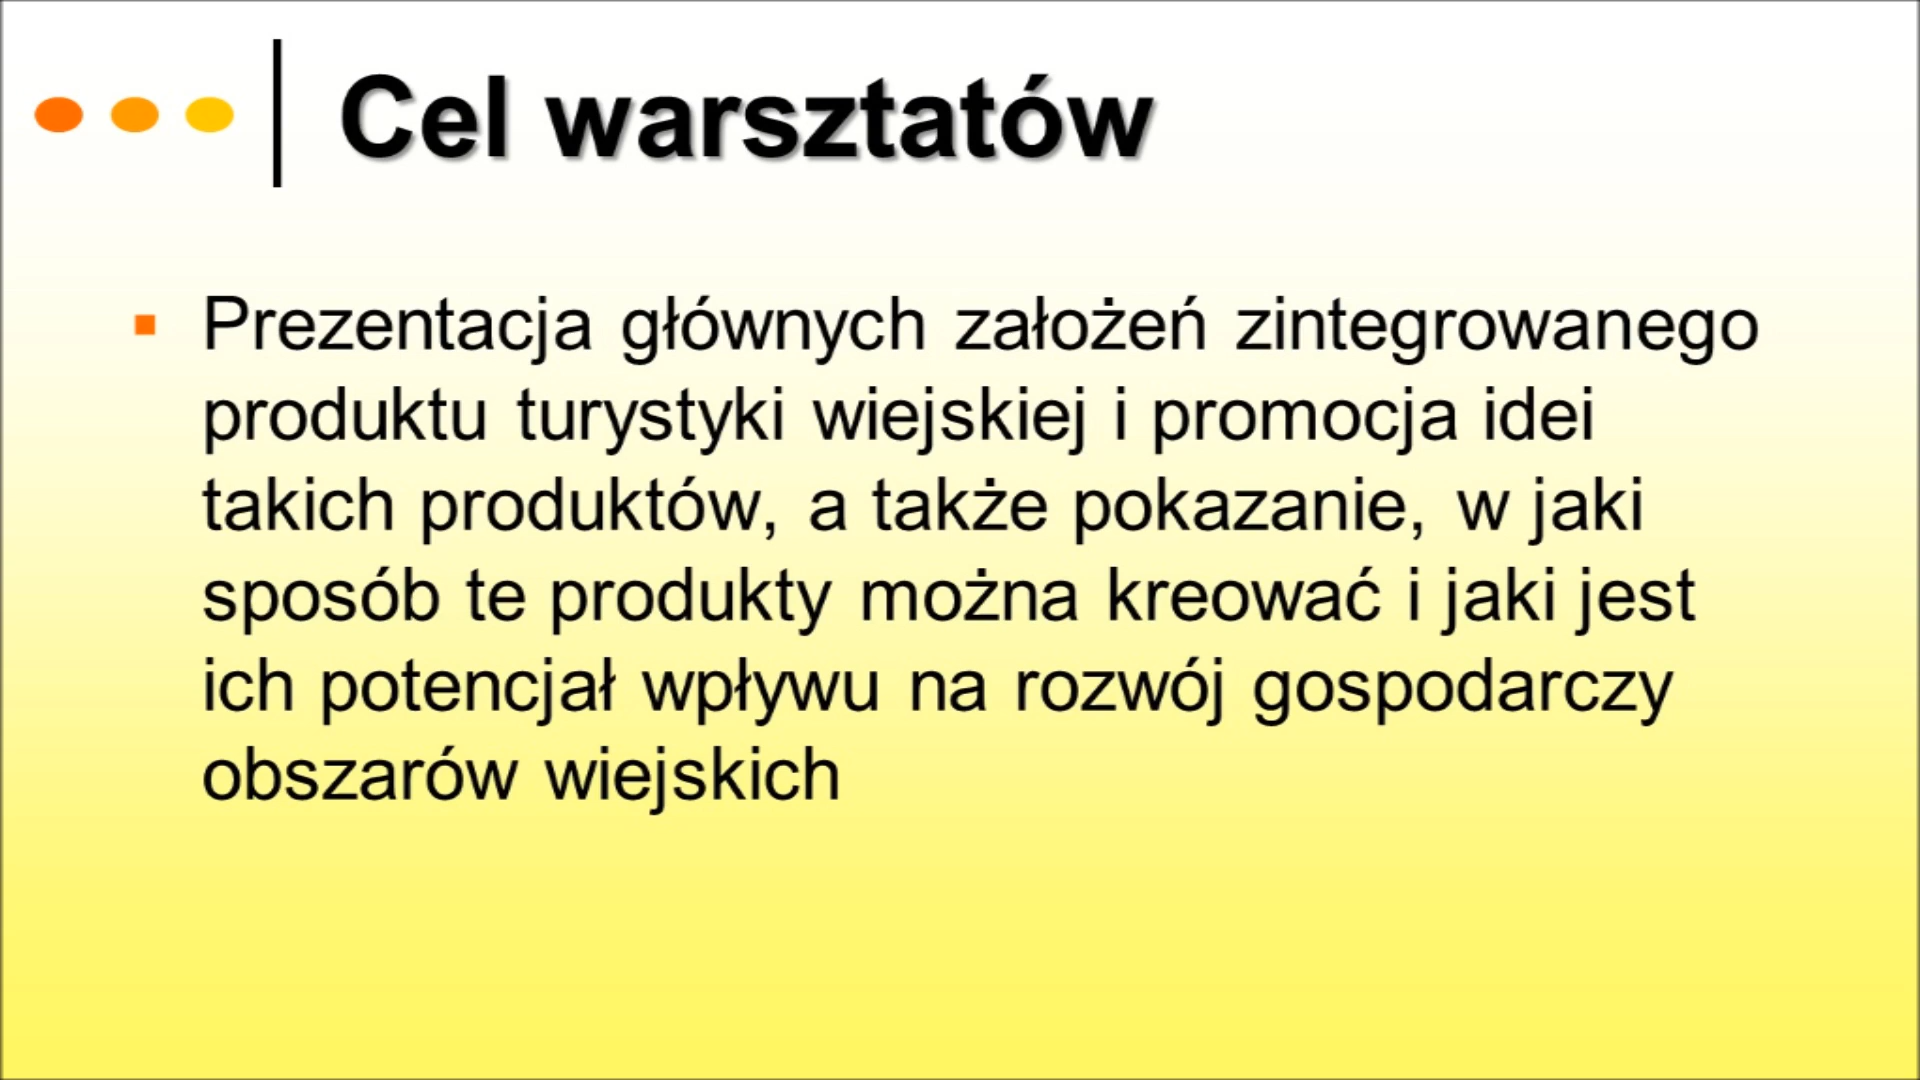 Cel warsztatów
Prezentacja głównych założeń zintegrowanego
produktu turystyki wiejskiej i promocja idei
takich produktów, a także pokazanie, w jaki
sposób te produkty można kreować i jaki jest
ich potencjał wpływu na rozwój gospodarczy
obszarów wiejskich